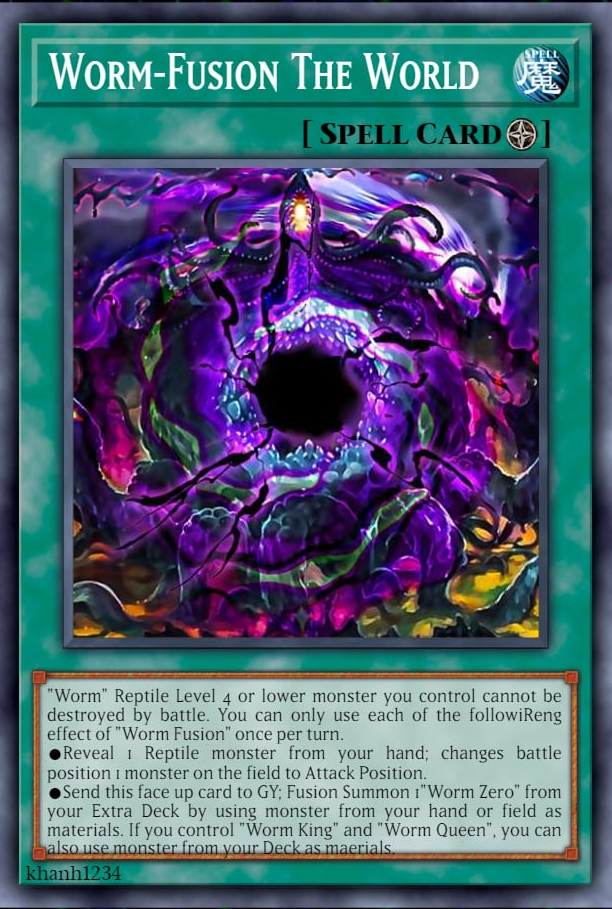 Worm-Fusion The World
SPELL
魔
[ Spell Card ]
"Worm" Reptile Level 4 or lower monster you control cannot be
destroyed by battle. You can only use each of the followiReng
effect of "Worm Fusion" once per turn.
●Reveal 1 Reptile monster from your hand; changes battle
position 1 monster on the field to Attack Position.
●Send this face up card to GY; Fusion Summon 1"Worm Zero" from
your Extra Deck by using monster from your hand or field as
materials. If you control "Worm King" and "Worm Queen", you can
also use monster from your Deck as maerials.
khanh1234